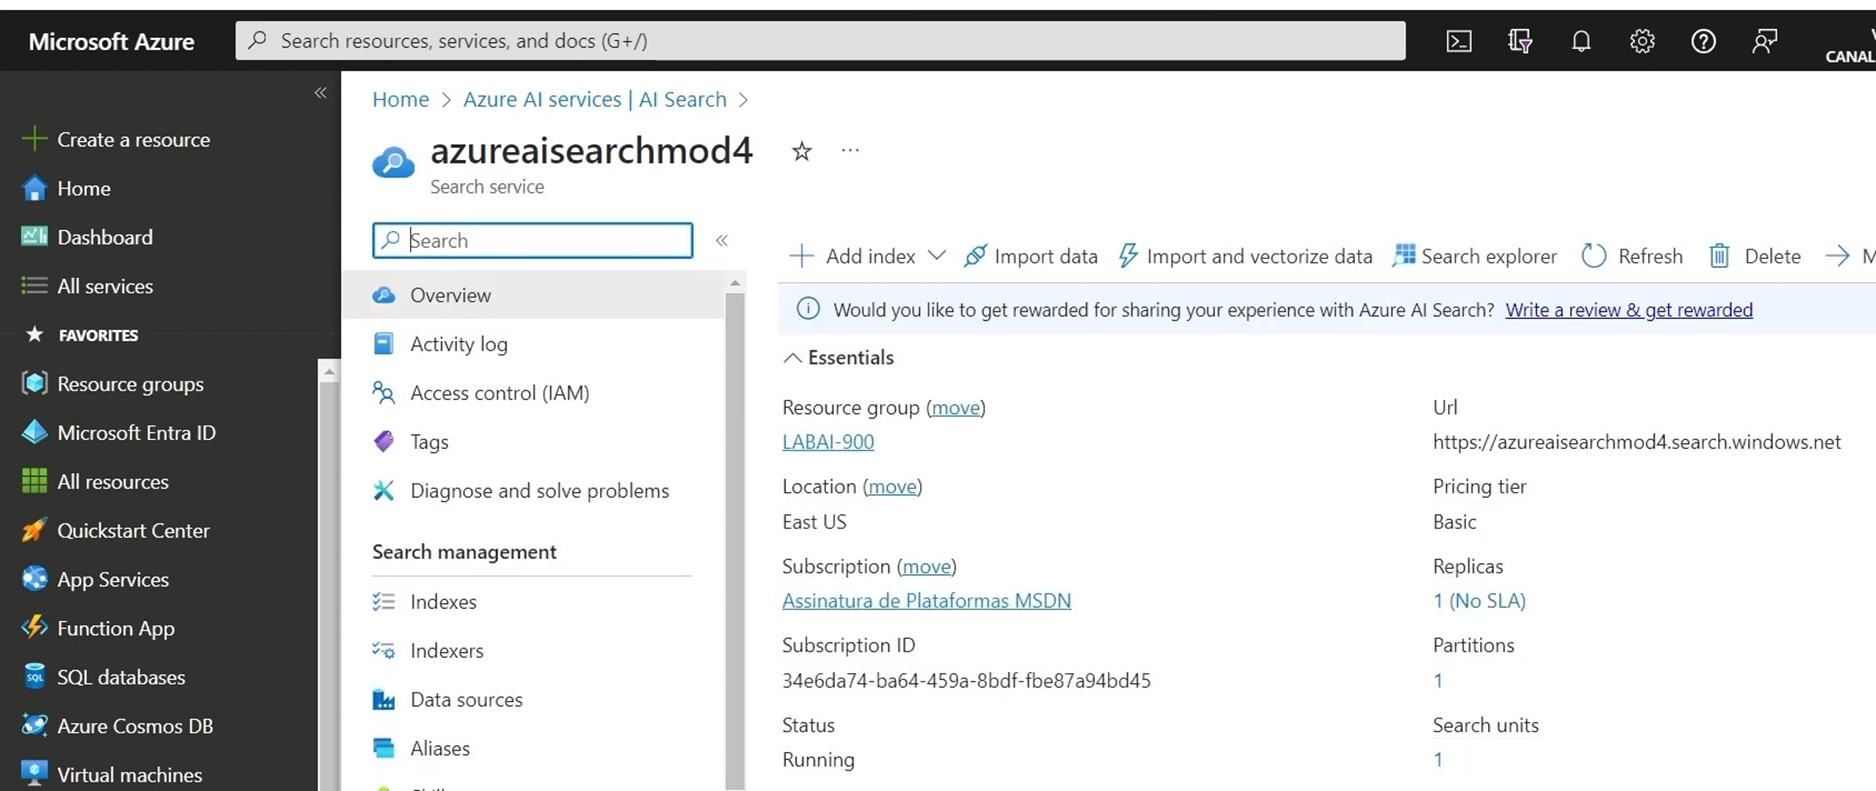 Microsoft Azure
Search resources, services, and docs (G+/)
CANAL
Create a resource
Home
Dashboard
All services
FAVORITES
Resource groups
Microsoft Entra ID
All resources
Quickstart Center
App Services
Function App
SQL databases
Azure Cosmos DB
Virtual machines
Home > Azure AI services | AI Search >
azureaisearchmod4
Search service
Search
Overview
Activity log
Access control (IAM)
Tags
Diagnose and solve problems
Search management
Indexes
Indexers
Data sources
Aliases
Add index
Import data
Import and vectorize data
Search explorer
Refresh
Delete
Would you like to get rewarded for sharing your experience with Azure AI Search? Write a review & get rewarded
Essentials
Resource group (move)
LABAI-900
Location (move)
East US
Subscription (move)
Assinatura de Plataformas MSDN
Subscription ID
34e6da74-ba64-459a-8bdf-fbe87a94bd45
Status
Running
Url
https://azureaisearchmod4.search.windows.net
Pricing tier
Basic
Replicas
1 (No SLA)
Partitions
1
Search units
1